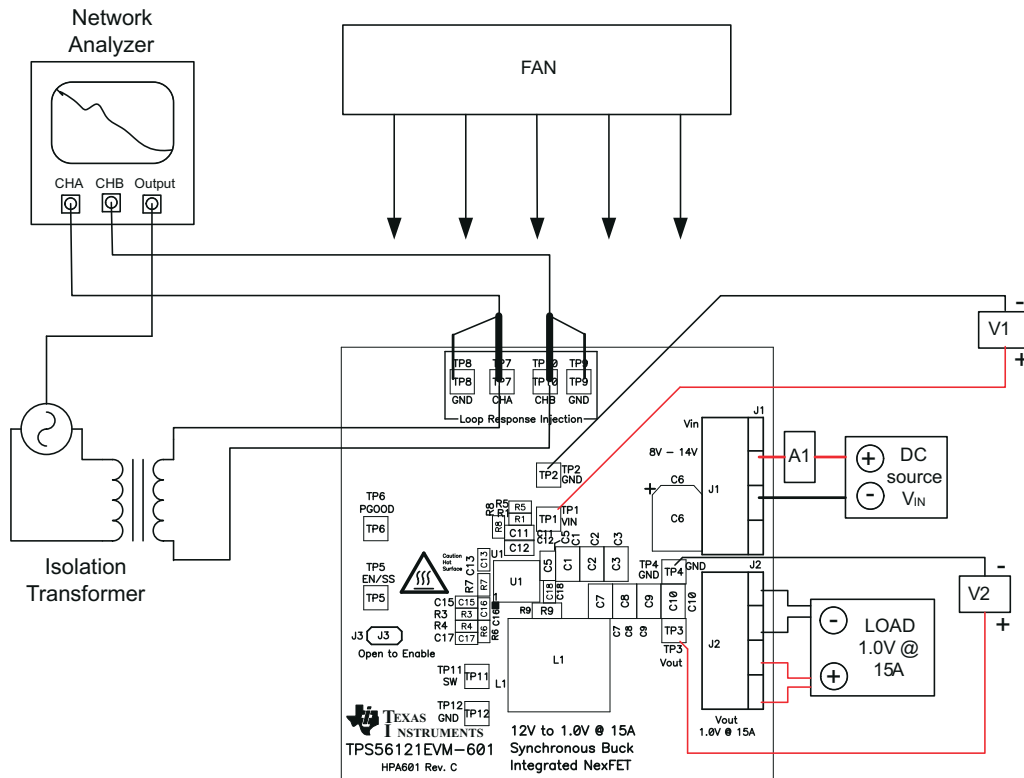 Network
Analyzer
CHA CHB Output
FAN
V1
-
+
TP8 TP7 TP10 TP9
TP8 TP7 TP10 TP9
GND CHA CHB GND
Loop Response Injection
Isolation
Transformer
TP2
TP2
GND
TP1
TP1
VIN
TP6
PGOOD
TP6
TP5
EN/SS
TP5
Caution
Hot
Surface
R5
R5
R1
R8
R8
C11
C11
C12
C12
C5
C5
C1
C2
C3
C1
C2
C3
U1
U1
C13
C13
R7
R7
C18
C18
C15
C15
R3
R3
R4
R4
C17
C17
C16
C16
R6
R6
1
R9
R9
C7
C8
C9
C10
C10
C7
C8
C9
L1
L1
J3
J3
Open to Enable
TP11
SW
TP11
TP12
GND
TP12
TEXAS
INSTRUMENTS
TPS56121EVM-601
HPA601 Rev. C
12V to 1.0V @ 15A
Synchronous Buck
Integrated NexFET
Vin
8V - 14V
J1
J1
+
C6
C6
A1
+
-
DC
source
VIN
TP4
GND
TP4
GND
TP3
TP3
Vout
J2
J2
Vout
1.0V @ 15A
-
+
LOAD
1.0V @
15A
V2
-
+